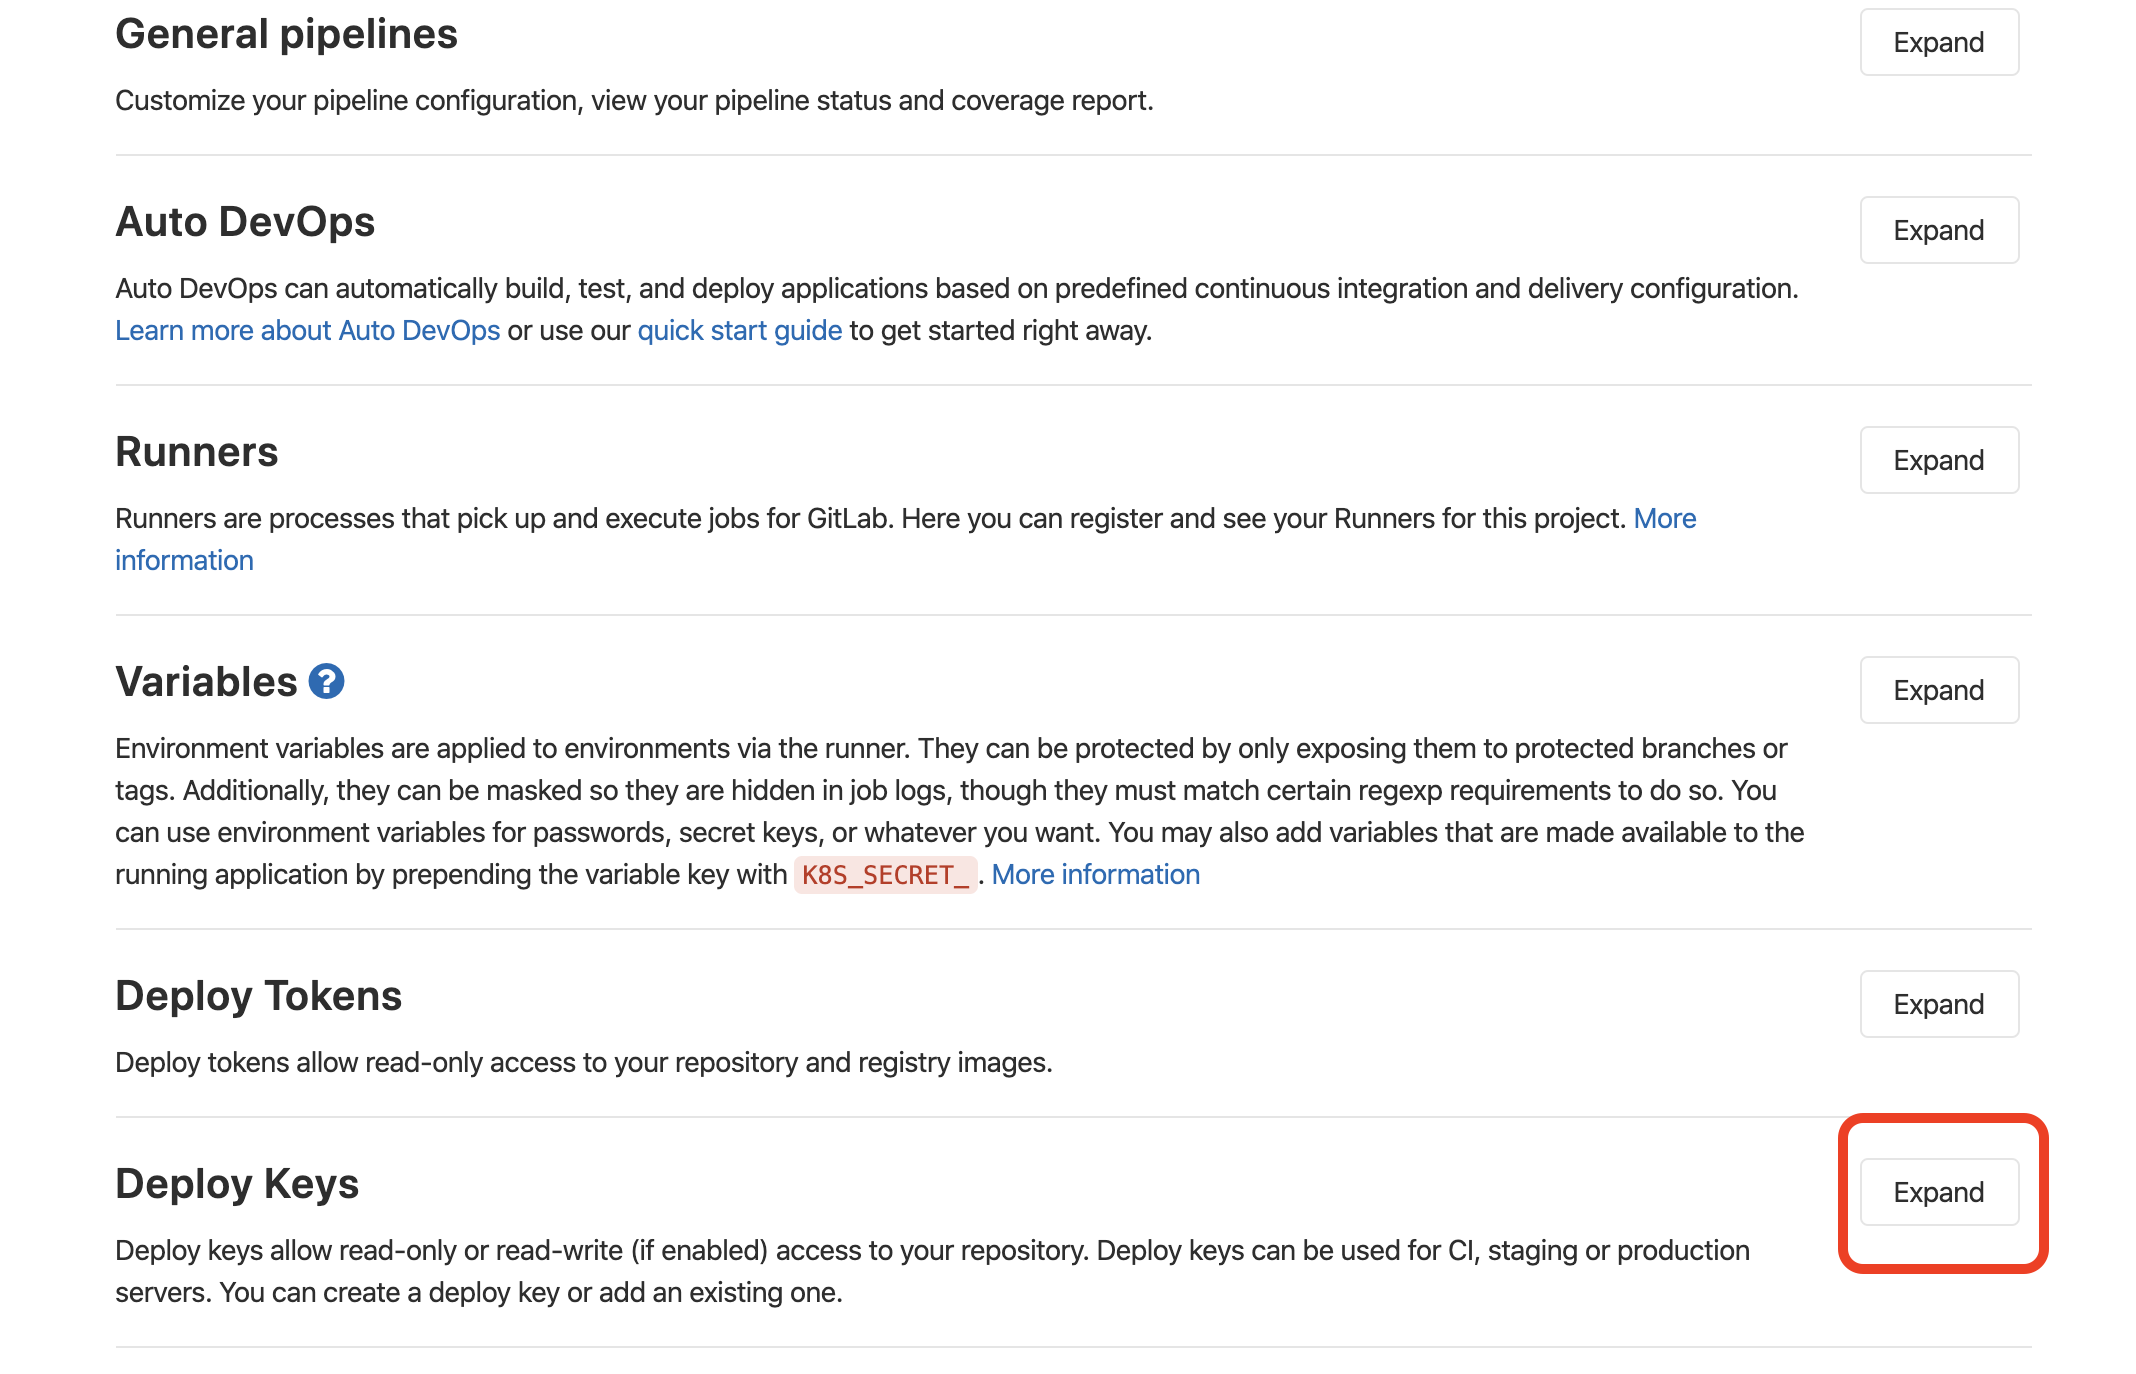 General pipelines
Expand
Customize your pipeline configuration, view your pipeline status and coverage report.
Auto DevOps
Expand
Auto DevOps can automatically build, test, and deploy applications based on predefined continuous integration and delivery configuration.
Learn more about Auto DevOps or use our quick start guide to get started right away.
Runners
Expand
Runners are processes that pick up and execute jobs for GitLab. Here you can register and see your Runners for this project. More
information
Variables ?
Expand
Environment variables are applied to environments via the runner. They can be protected by only exposing them to protected branches or
tags. Additionally, they can be masked so they are hidden in job logs, though they must match certain regexp requirements to do so. You
can use environment variables for passwords, secret keys, or whatever you want. You may also add variables that are made available to the
running application by prepending the variable key with K8S_SECRET_. More information
Deploy Tokens
Expand
Deploy tokens allow read-only access to your repository and registry images.
Deploy Keys
Expand
Deploy keys allow read-only or read-write (if enabled) access to your repository. Deploy keys can be used for CI, staging or production
servers. You can create a deploy key or add an existing one.